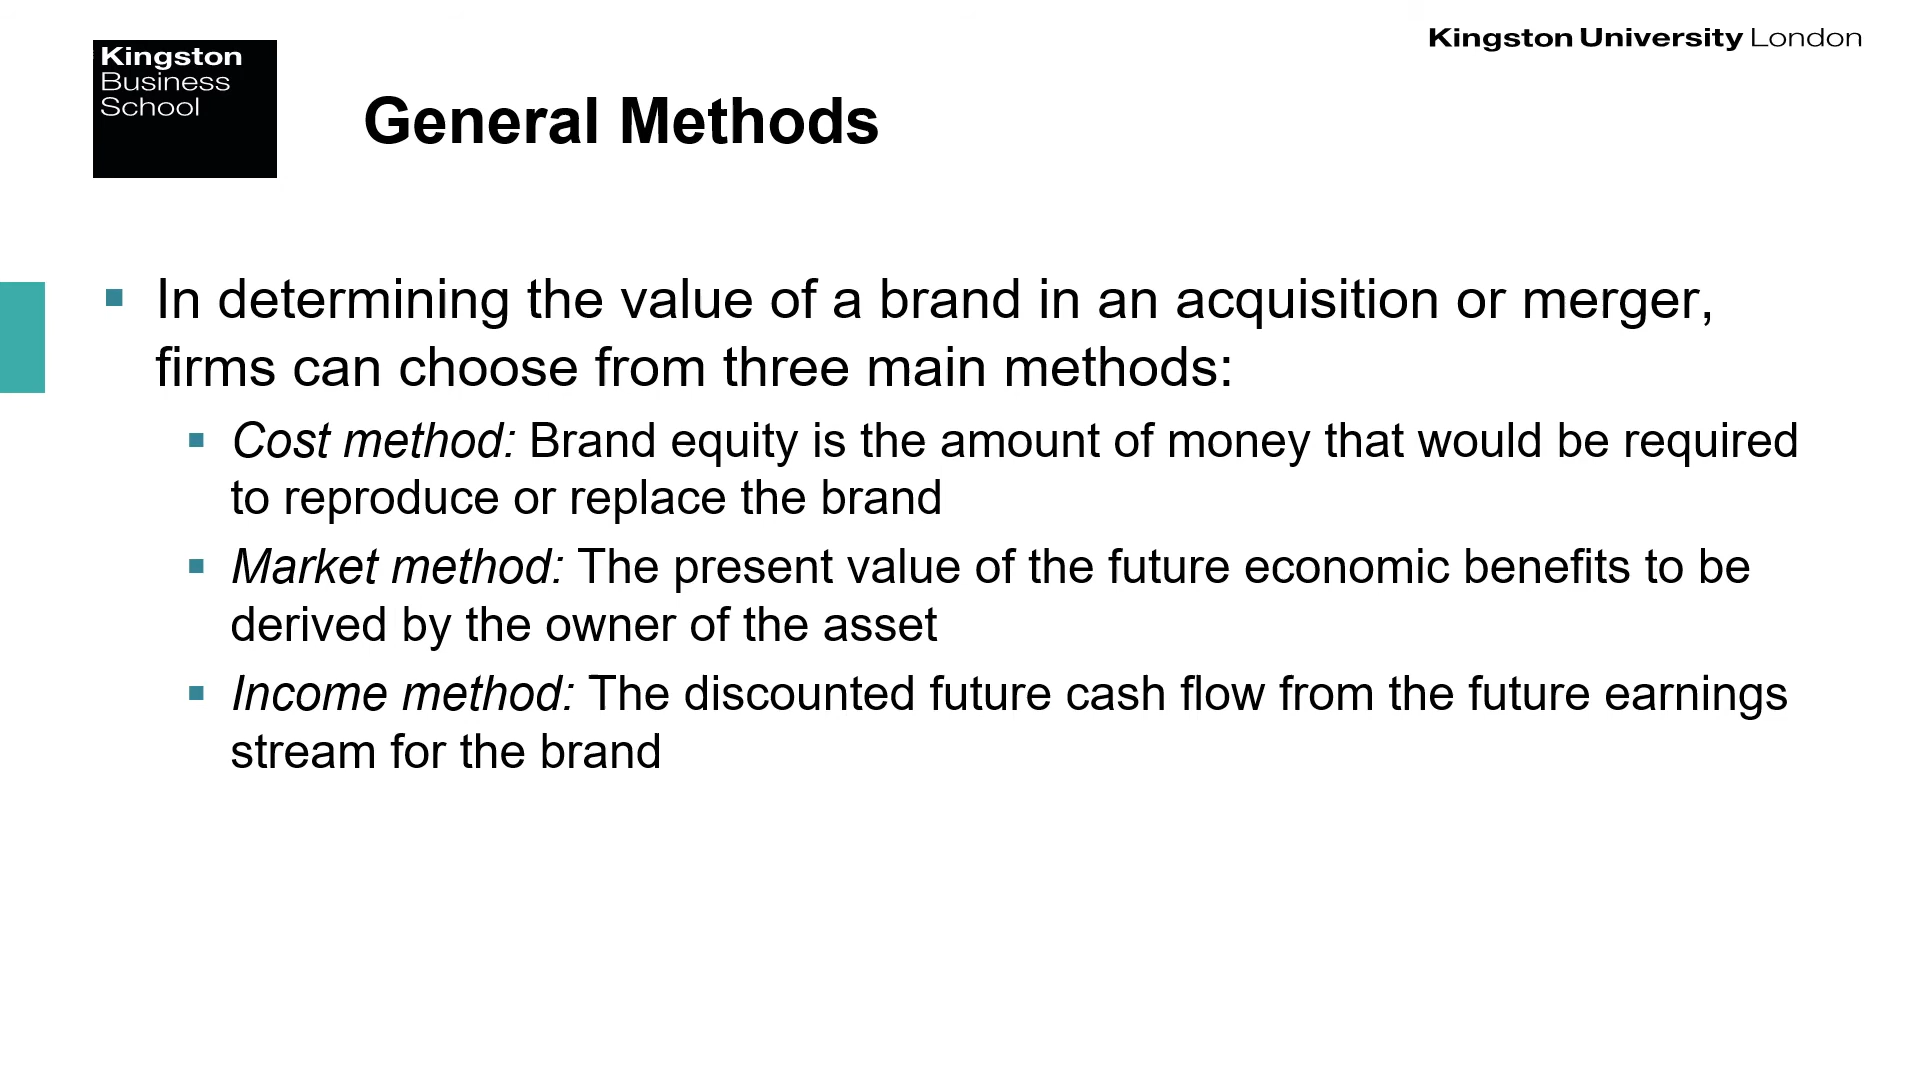 Kingston University London
Kingston
Business
School
General Methods
In determining the value of a brand in an acquisition or merger,
firms can choose from three main methods:
Cost method: Brand equity is the amount of money that would be required
to reproduce or replace the brand
Market method: The present value of the future economic benefits to be
derived by the owner of the asset
Income method: The discounted future cash flow from the future earnings
stream for the brand